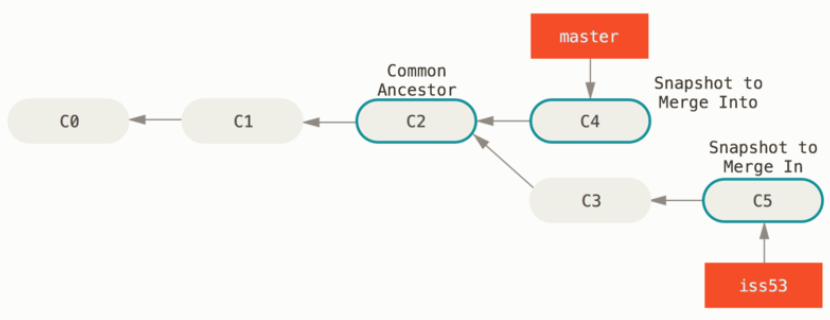 master
Common
Ancestor
Snapshot to
Merge Into
C0
C1
C2
C4
Snapshot to
Merge In
C3
C5
iss53